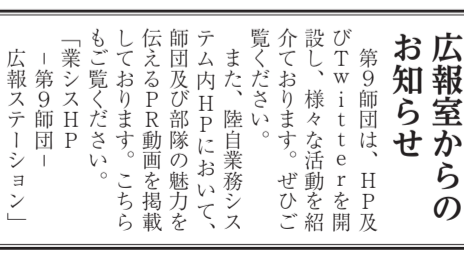 広報室からの
お知らせ
第９師団は、ＨＰ及
びＴｗｉｔｔｅｒを開
設し、様々な活動を紹
介ております。ぜひご
覧ください。
また、陸自業務シス
テム内ＨＰにおいて、
師団及び部隊の魅力を
伝えるＰＲ動画を掲載
しております。こちら
もご覧ください。
「業シスＨＰ
－第９師団－
広報ステーション」